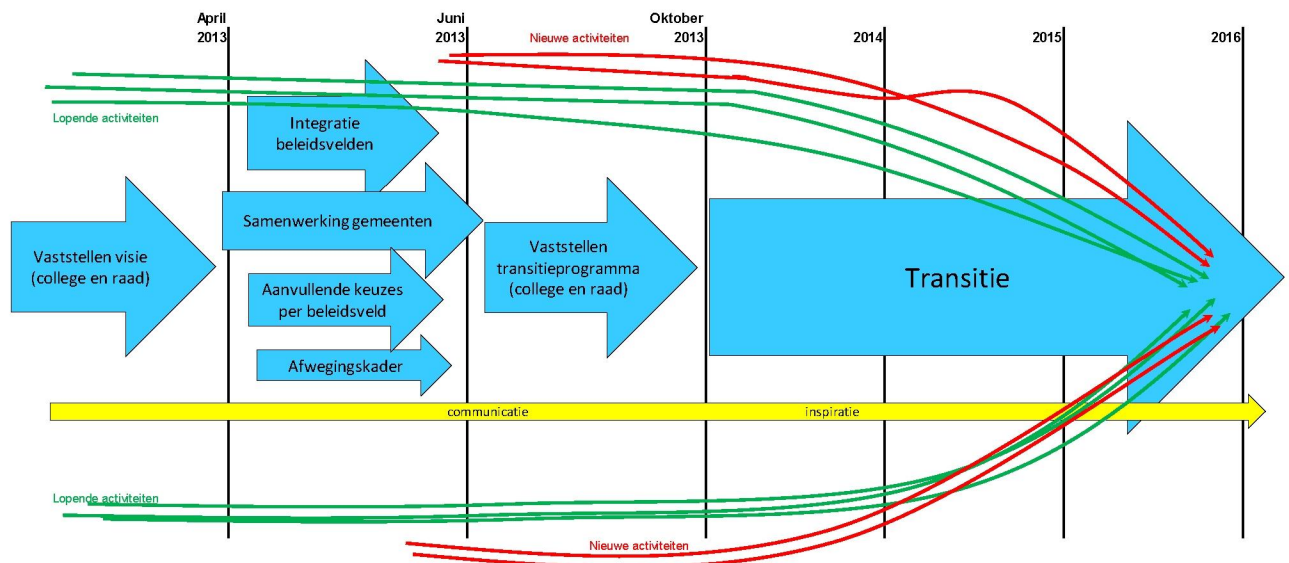 April
2013
Juni
2013
Oktober
2013
2014
2015
2016
Nieuwe activiteiten
Lopende activiteiten
Integratie
beleidsvelden
Samenwerking gemeenten
Vaststellen visie
(college en raad)
Aanvullende keuzes
per beleidsveld
Afwegingskader
Vaststellen
transitieprogramma
(college en raad)
Transitie
communicatie
inspiratie
Lopende activiteiten
Nieuwe activiteiten